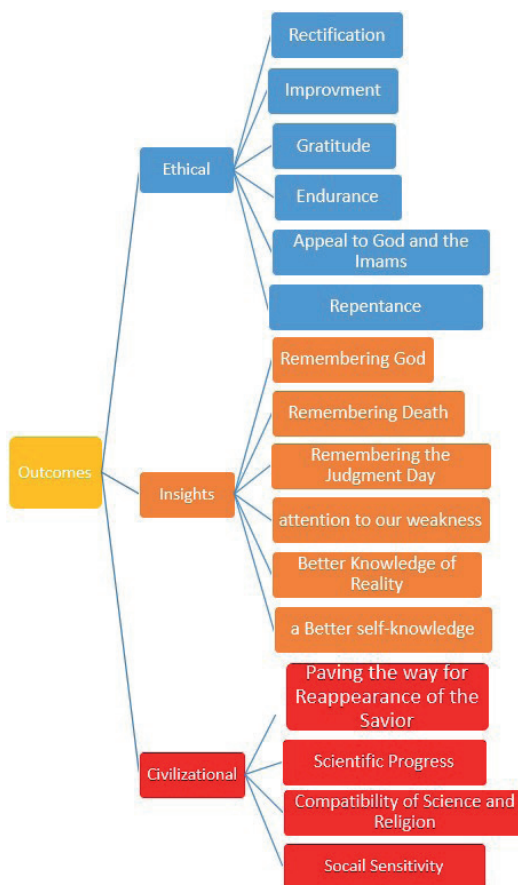 Outcomes
Ethical
Rectification
Improvment
Gratitude
Endurance
Appeal to God and the
Imams
Repentance
Insights
Remembering God
Remembering Death
Remembering the
Judgment Day
attention to our weakness
Better Knowledge of
Reality
a Better self-knowledge
Civilizational
Paving the way for
Reappearance of the
Savior
Scientific Progress
Compatibility of Science and
Religion
Socail Sensitivity